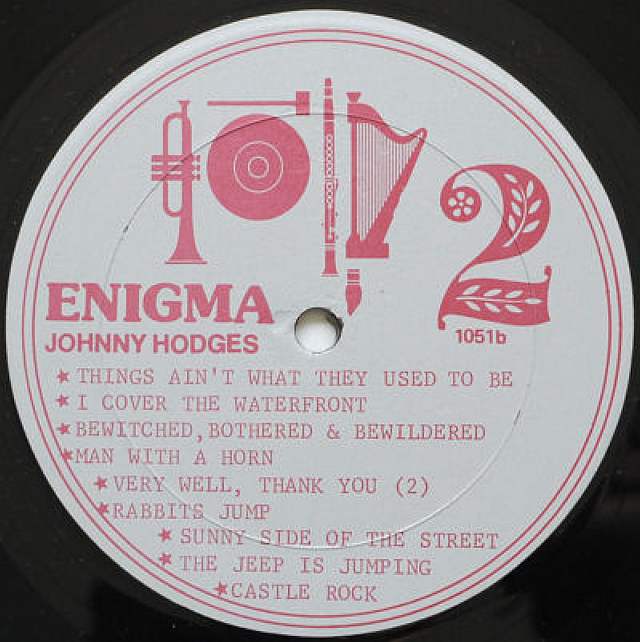 2
ENIGMA
1051b
JOHNNY HODGES
★ THINGS AIN'T WHAT THEY USED TO BE
★ I COVER THE WATERFRONT
★ BEWITCHED, BOTHERED & BEWILDERED
★ MAN WITH A HORN
★ VERY WELL, THANK YOU (2)
★ RABBITS JUMP
★ SUNNY SIDE OF THE STREET
★ THE JEEP IS JUMPING
★ CASTLE ROCK